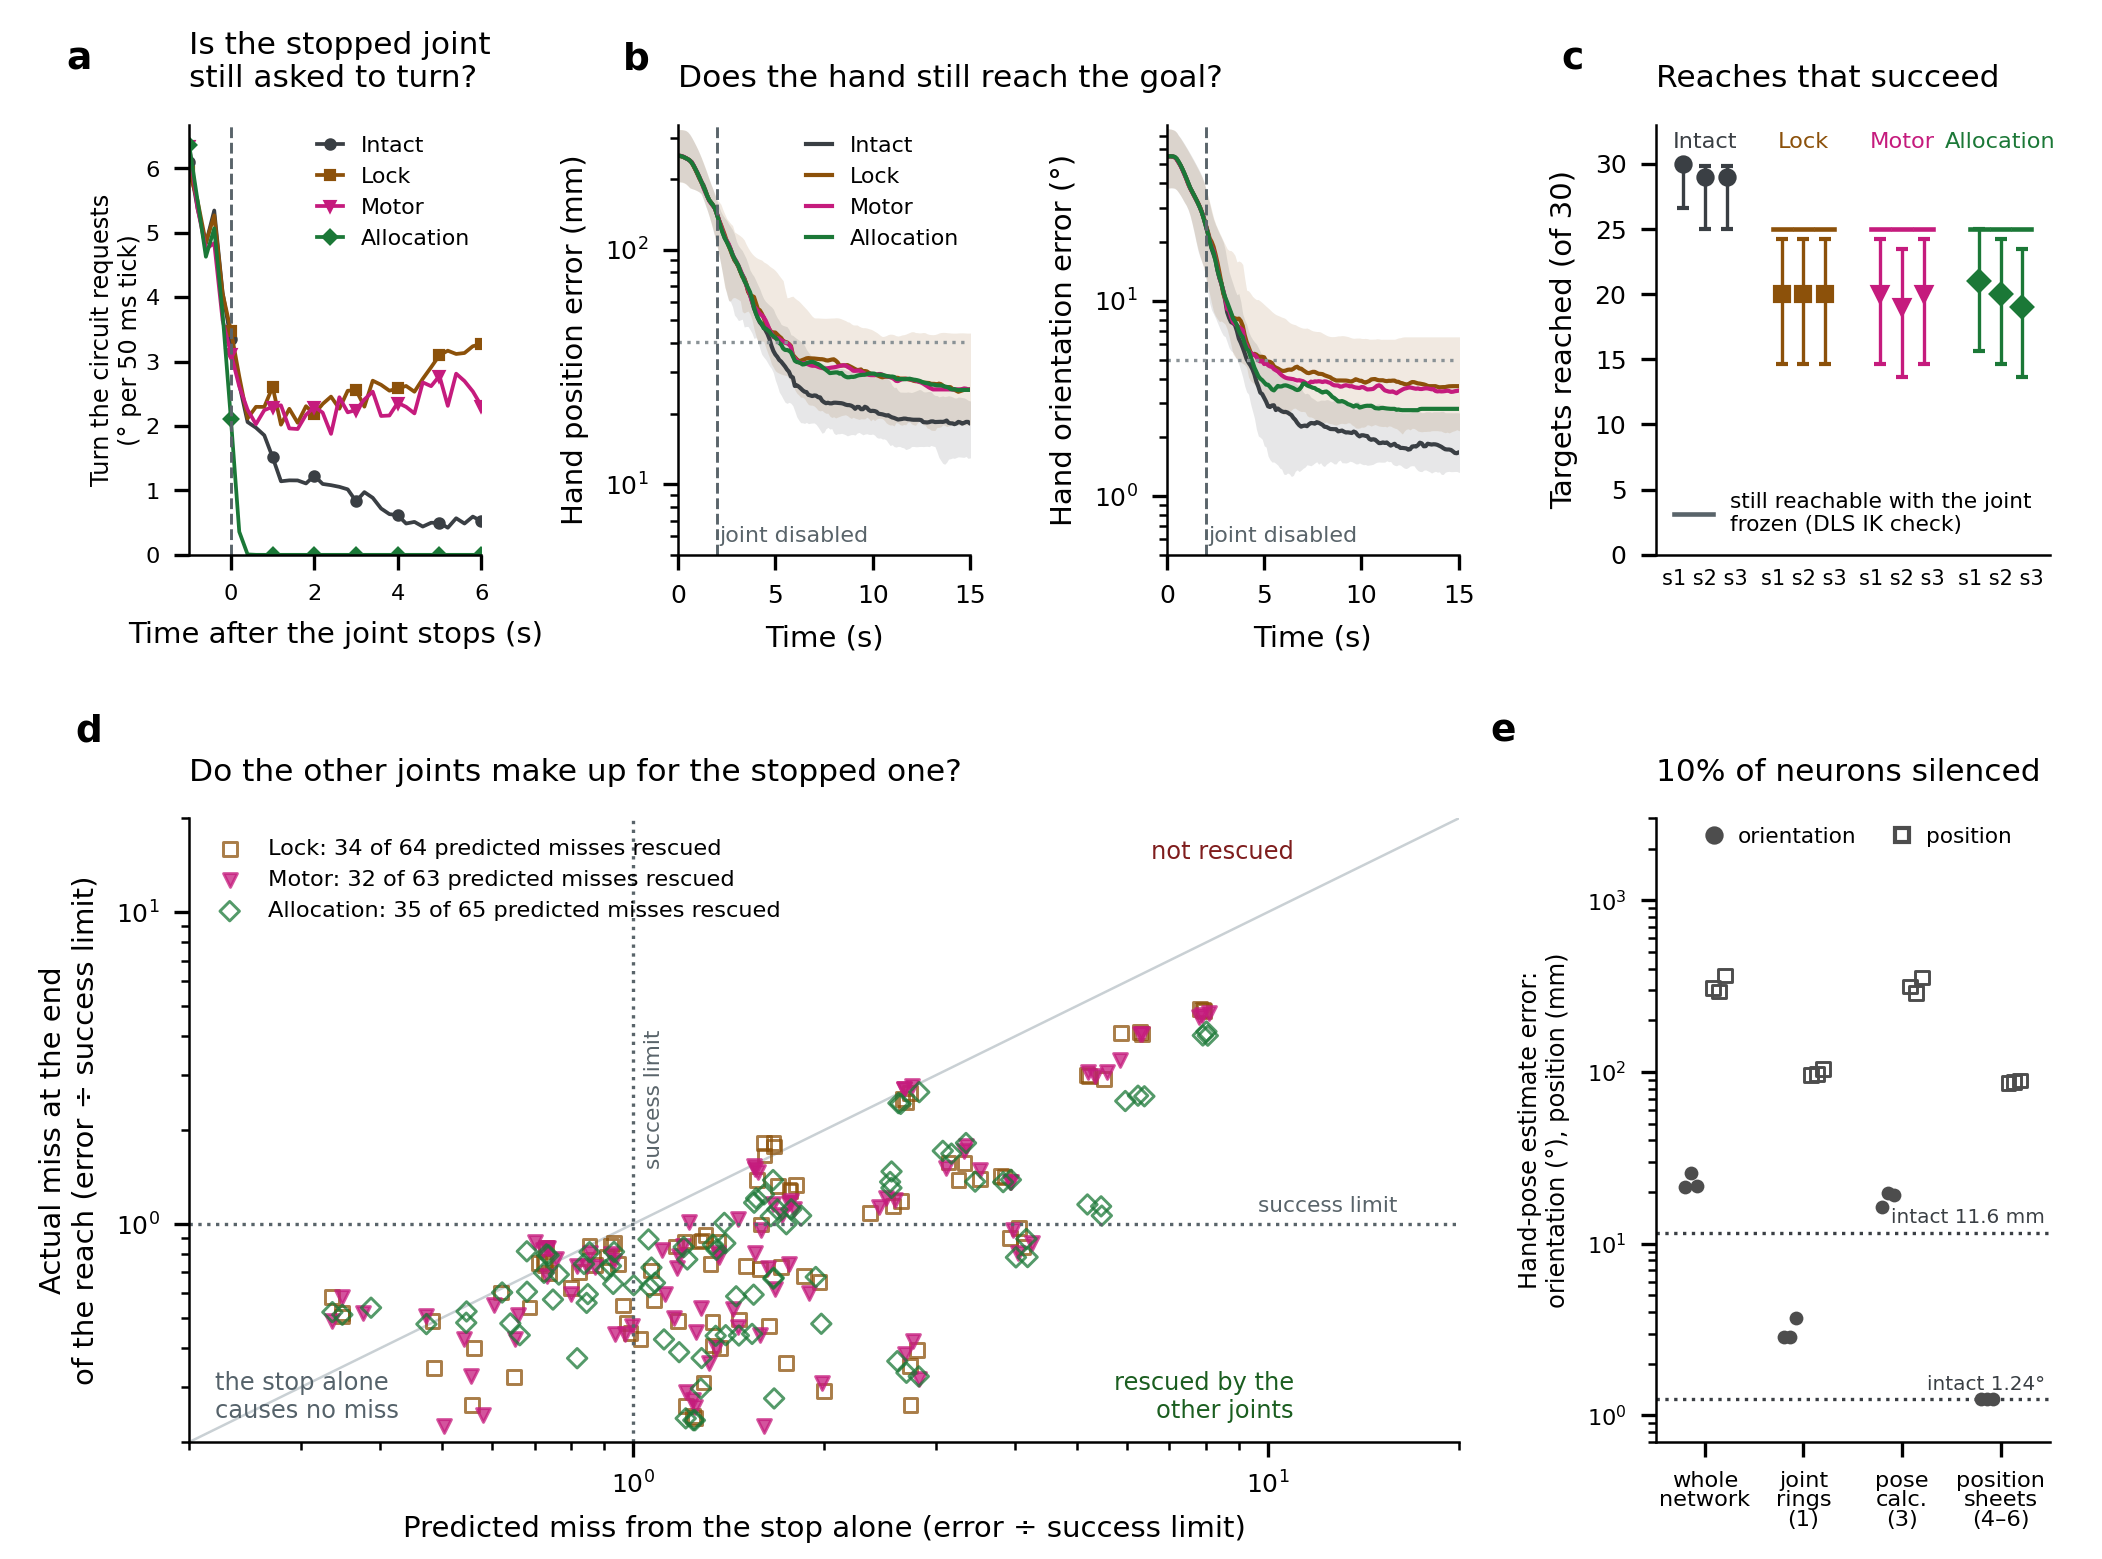 a
Is the stopped joint
still asked to turn?
Turn the circuit requests
(° per 50 ms tick)
6
5
4
3
2
1
0
Intact
Lock
Motor
Allocation
0
2
4
6
Time after the joint stops (s)
b
Does the hand still reach the goal?
Hand position error (mm)
10²
10¹
Intact
Lock
Motor
Allocation
joint disabled
0
5
10
15
Time (s)
Hand orientation error (°)
10¹
10⁰
joint disabled
0
5
10
15
Time (s)
c
Reaches that succeed
Targets reached (of 30)
30
25
20
15
10
5
0
Intact
Lock
Motor
Allocation
still reachable with the joint
frozen (DLS IK check)
s1 s2 s3
s1 s2 s3
s1 s2 s3
s1 s2 s3
d
Do the other joints make up for the stopped one?
Actual miss at the end
of the reach (error ÷ success limit)
10¹
10⁰
Lock: 34 of 64 predicted misses rescued
Motor: 32 of 63 predicted misses rescued
Allocation: 35 of 65 predicted misses rescued
not rescued
success limit
success limit
the stop alone
causes no miss
rescued by the
other joints
10⁰
10¹
Predicted miss from the stop alone (error ÷ success limit)
e
10% of neurons silenced
Hand-pose estimate error:
orientation (°), position (mm)
10³
10²
10¹
10⁰
orientation
position
intact 11.6 mm
intact 1.24°
whole
network
joint
rings
(1)
pose
calc.
(3)
position
sheets
(4–6)